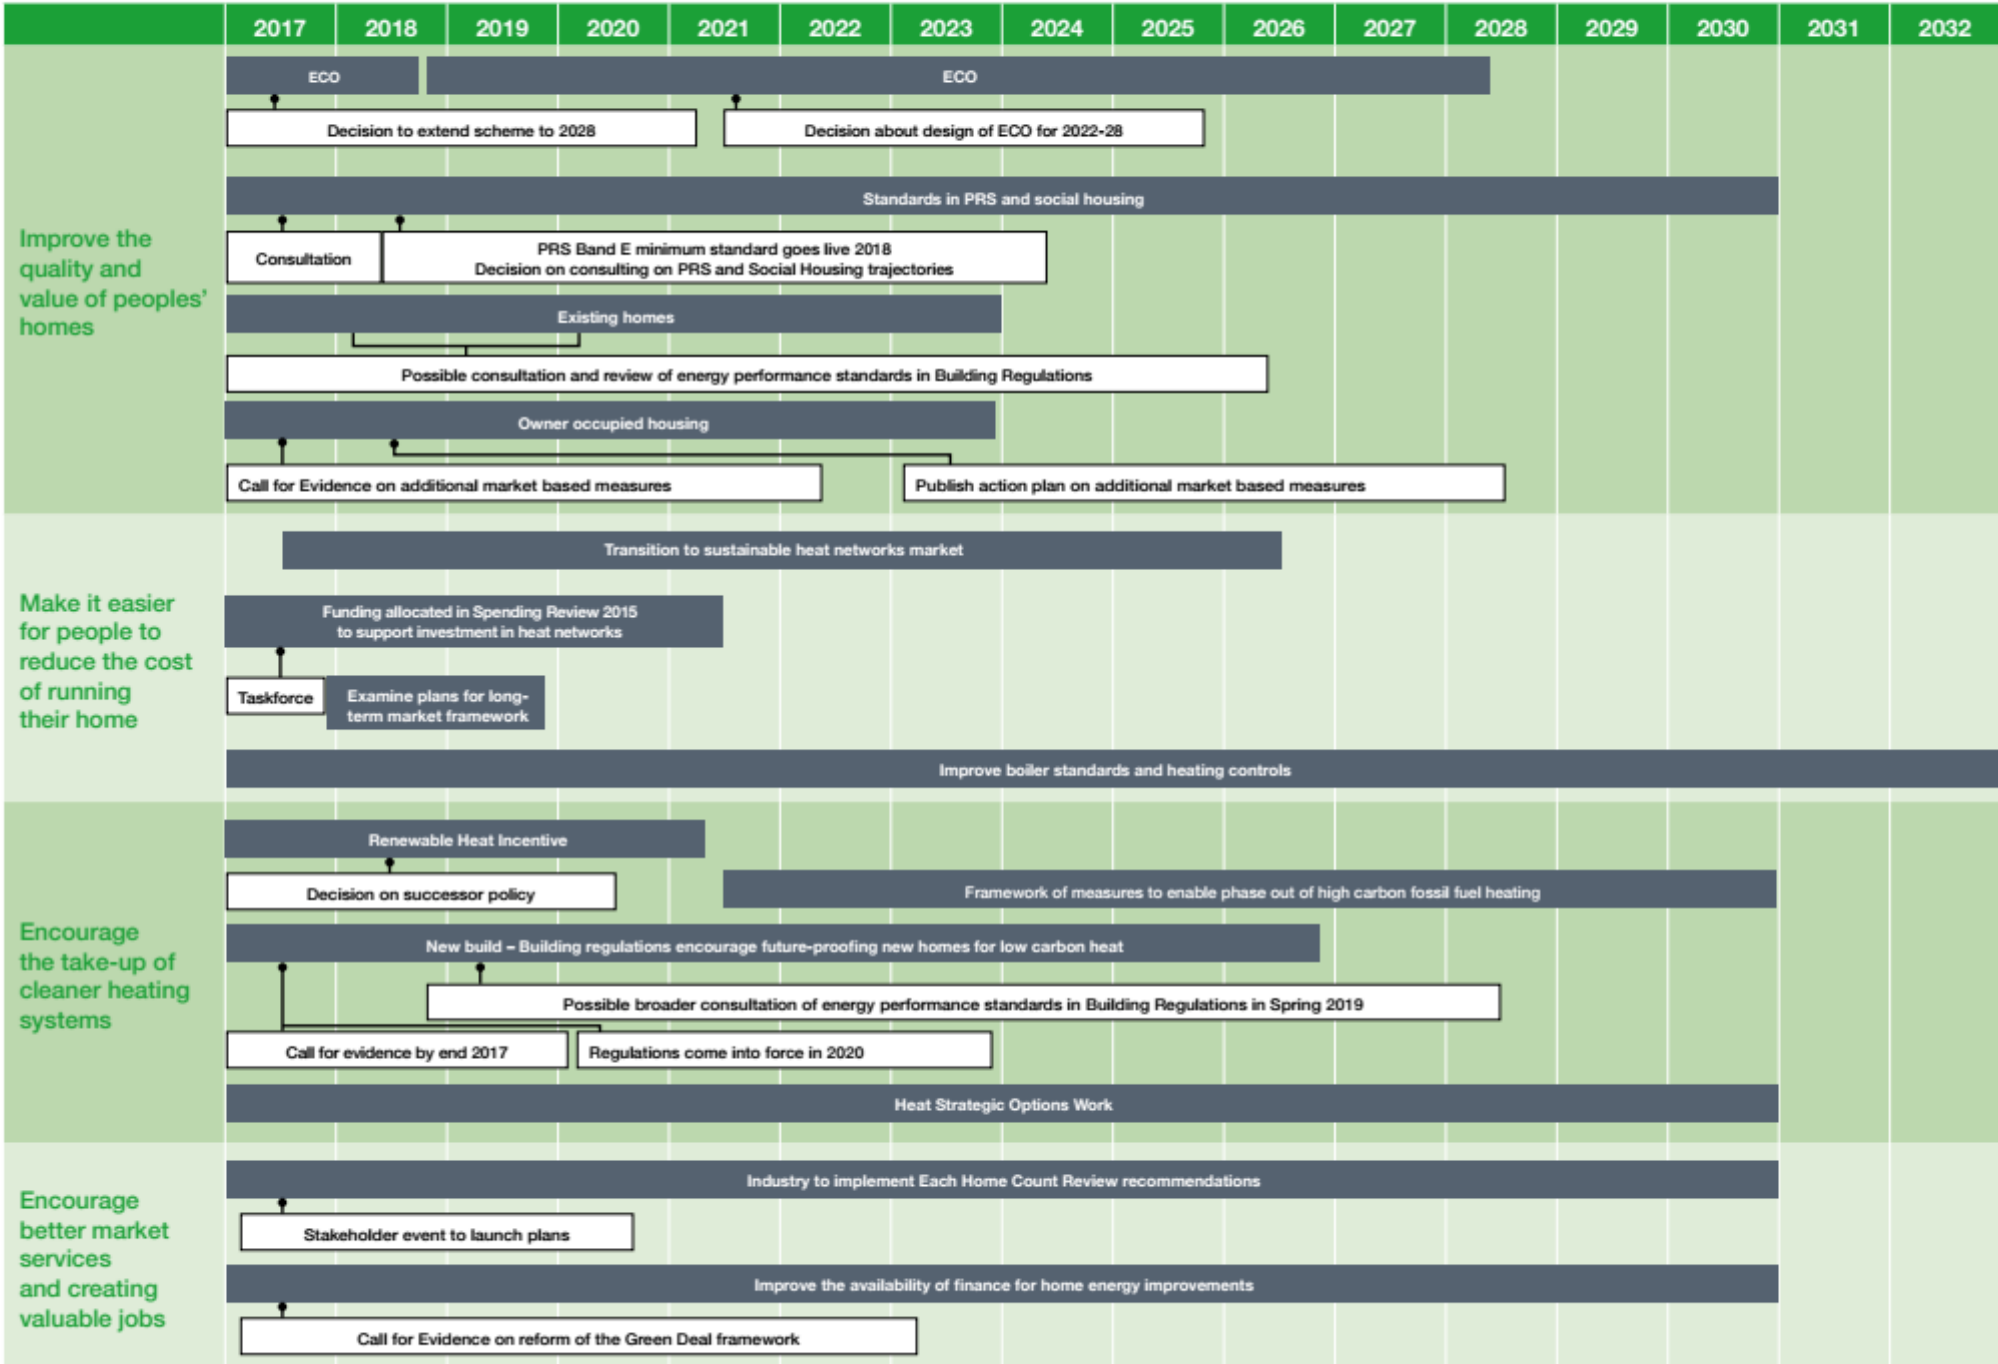 2017 2018 2019 2020 2021 2022 2023 2024 2025 2026 2027 2028 2029 2030 2031 2032
Improve the
quality and
value of peoples’
homes
ECO
ECO
Decision to extend scheme to 2028
Decision about design of ECO for 2022-28
Standards in PRS and social housing
Consultation
PRS Band E minimum standard goes live 2018
Decision on consulting on PRS and Social Housing trajectories
Existing homes
Possible consultation and review of energy performance standards in Building Regulations
Owner occupied housing
Call for Evidence on additional market based measures
Publish action plan on additional market based measures
Make it easier
for people to
reduce the cost
of running
their home
Transition to sustainable heat networks market
Funding allocated in Spending Review 2015
to support investment in heat networks
Taskforce
Examine plans for long-
term market framework
Improve boiler standards and heating controls
Encourage
the take-up of
cleaner heating
systems
Renewable Heat Incentive
Decision on successor policy
Framework of measures to enable phase out of high carbon fossil fuel heating
New build – Building regulations encourage future-proofing new homes for low carbon heat
Possible broader consultation of energy performance standards in Building Regulations in Spring 2019
Call for evidence by end 2017
Regulations come into force in 2020
Heat Strategic Options Work
Encourage
better market
services
and creating
valuable jobs
Industry to implement Each Home Count Review recommendations
Stakeholder event to launch plans
Improve the availability of finance for home energy improvements
Call for Evidence on reform of the Green Deal framework